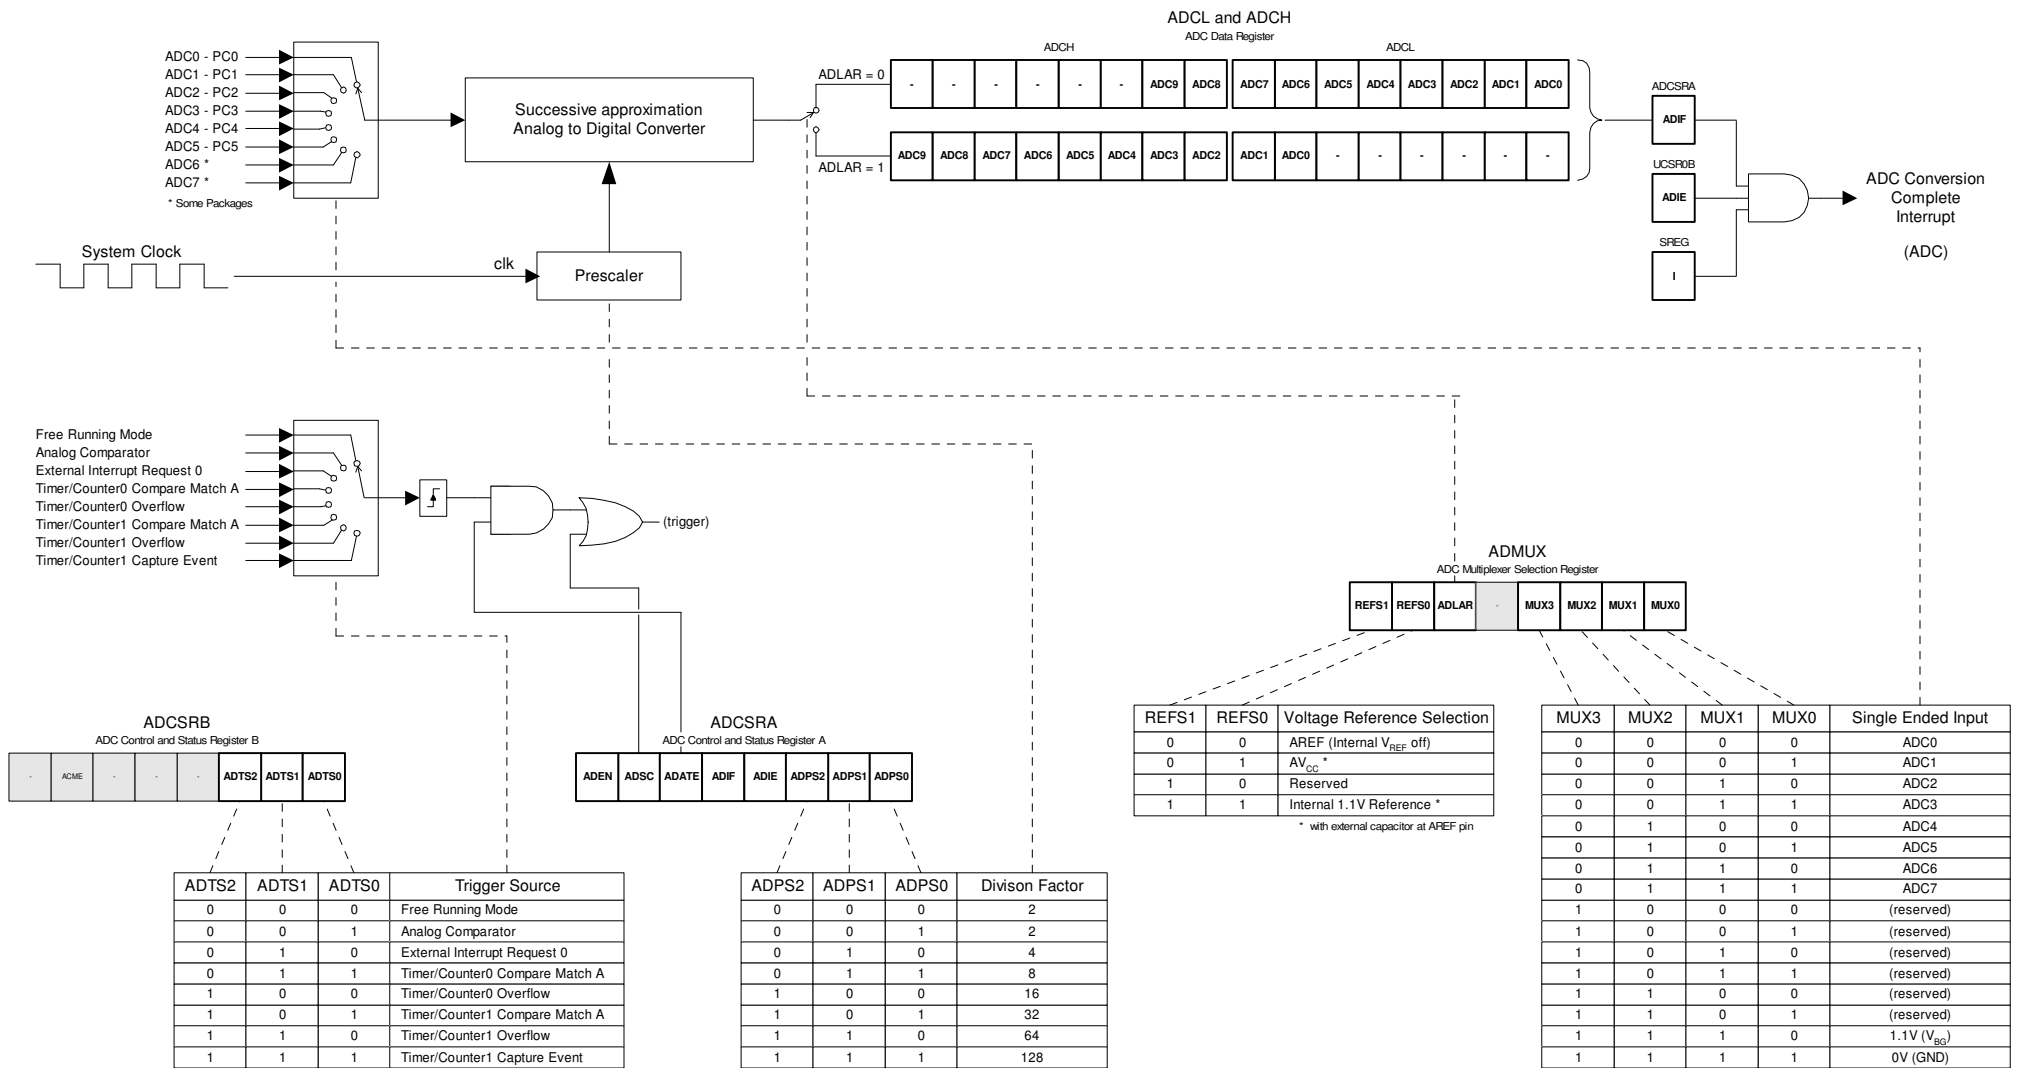 ADCL and ADCH
ADC Data Register
ADCH ADCL
ADC0 - PC0
ADC1 - PC1
ADC2 - PC2
ADC3 - PC3
ADC4 - PC4
ADC5 - PC5
ADC6 *
ADC7 *
* Some Packages
Successive approximation
Analog to Digital Converter
ADLAR = 0
- - - - - - ADC9 ADC8 ADC7 ADC6 ADC5 ADC4 ADC3 ADC2 ADC1 ADC0
ADLAR = 1
ADC9 ADC8 ADC7 ADC6 ADC5 ADC4 ADC3 ADC2 ADC1 ADC0 - - - - - -
ADCSRA
ADIF
UCSR0B
ADIE
SREG
I
ADC Conversion
Complete
Interrupt
(ADC)
System Clock
clk
Prescaler
Free Running Mode
Analog Comparator
External Interrupt Request 0
Timer/Counter0 Compare Match A
Timer/Counter0 Overflow
Timer/Counter1 Compare Match A
Timer/Counter1 Overflow
Timer/Counter1 Capture Event
(trigger)
ADMUX
ADC Multiplexer Selection Register
REFS1 REFS0 ADLAR - MUX3 MUX2 MUX1 MUX0
ADCSRB
ADC Control and Status Register B
- ACME - - - ADTS2 ADTS1 ADTS0
ADCSRA
ADC Control and Status Register A
ADEN ADSC ADATE ADIF ADIE ADPS2 ADPS1 ADPS0
REFS1 REFS0 Voltage Reference Selection
0 0 AREF (Internal VREF off)
0 1 AVCC *
1 0 Reserved
1 1 Internal 1.1V Reference *
* with external capacitor at AREF pin
MUX3 MUX2 MUX1 MUX0 Single Ended Input
0 0 0 0 ADC0
0 0 0 1 ADC1
0 0 1 0 ADC2
0 0 1 1 ADC3
0 1 0 0 ADC4
0 1 0 1 ADC5
0 1 1 0 ADC6
0 1 1 1 ADC7
1 0 0 0 (reserved)
1 0 0 1 (reserved)
1 0 1 0 (reserved)
1 0 1 1 (reserved)
1 1 0 0 (reserved)
1 1 0 1 (reserved)
1 1 1 0 1.1V (VBG)
1 1 1 1 0V (GND)
ADTS2 ADTS1 ADTS0 Trigger Source
0 0 0 Free Running Mode
0 0 1 Analog Comparator
0 1 0 External Interrupt Request 0
0 1 1 Timer/Counter0 Compare Match A
1 0 0 Timer/Counter0 Overflow
1 0 1 Timer/Counter1 Compare Match A
1 1 0 Timer/Counter1 Overflow
1 1 1 Timer/Counter1 Capture Event
ADPS2 ADPS1 ADPS0 Divison Factor
0 0 0 2
0 0 1 2
0 1 0 4
0 1 1 8
1 0 0 16
1 0 1 32
1 1 0 64
1 1 1 128